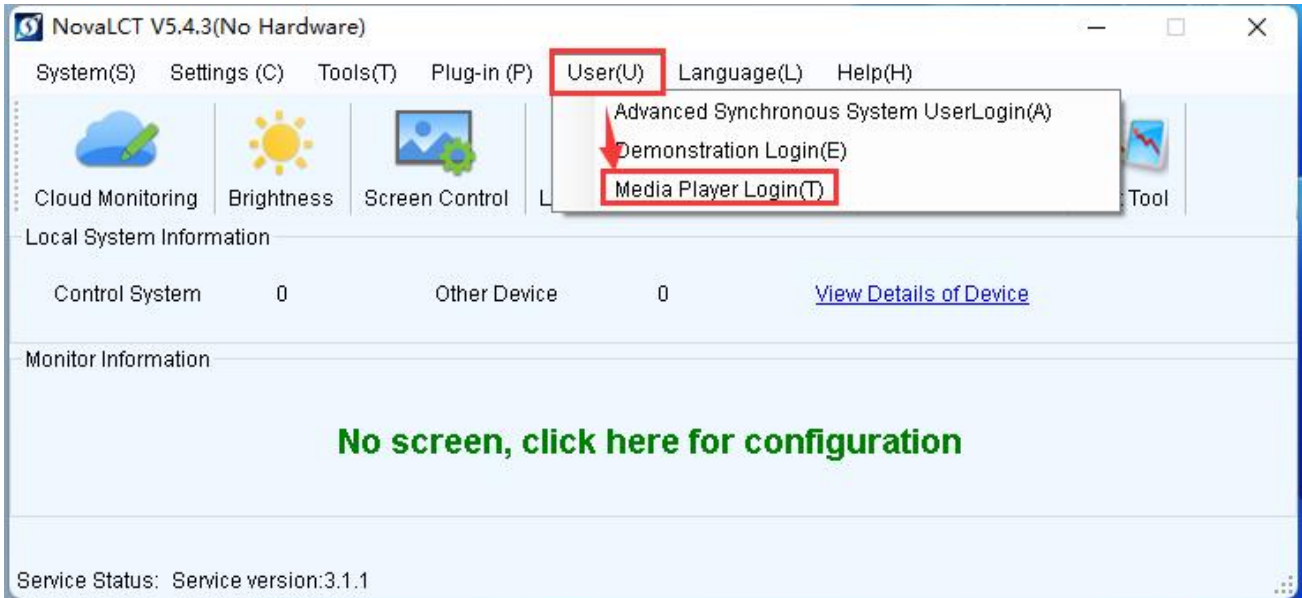 NovaLCT V5.4.3(No Hardware)
System(S) Settings (C) Tools(T) Plug-in (P) User(U) Language(L) Help(H)
Advanced Synchronous System UserLogin(A)
Demonstration Login(E)
Media Player Login(T)
Cloud Monitoring Brightness Screen Control Tool
Local System Information
Control System 0 Other Device 0 View Details of Device
Monitor Information
No screen, click here for configuration
Service Status: Service version:3.1.1